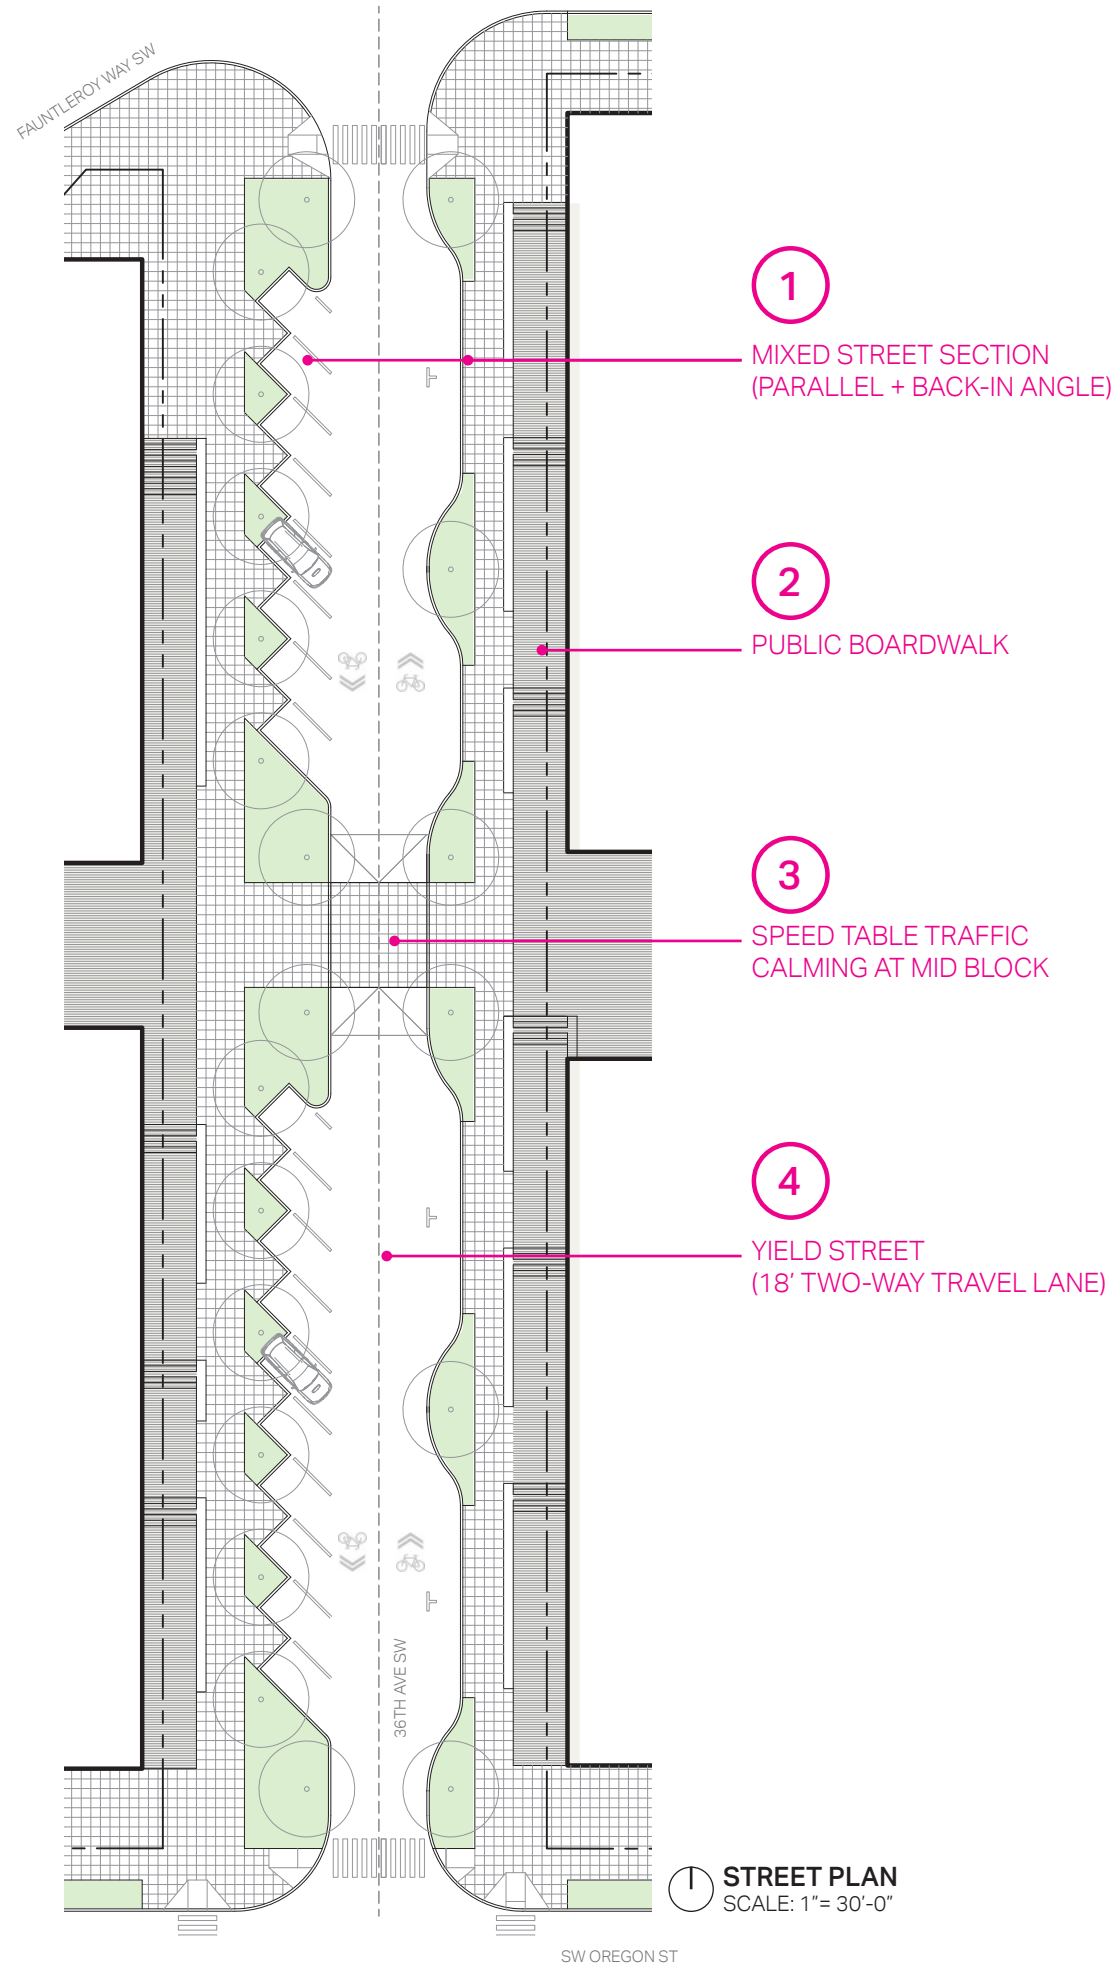 FAUNTLEROY WAY SW
1
MIXED STREET SECTION
(PARALLEL + BACK-IN ANGLE)
2
PUBLIC BOARDWALK
3
SPEED TABLE TRAFFIC
CALMING AT MID BLOCK
4
YIELD STREET
(18' TWO-WAY TRAVEL LANE)
36TH AVE SW
STREET PLAN
SCALE: 1"= 30'-0"
SW OREGON ST